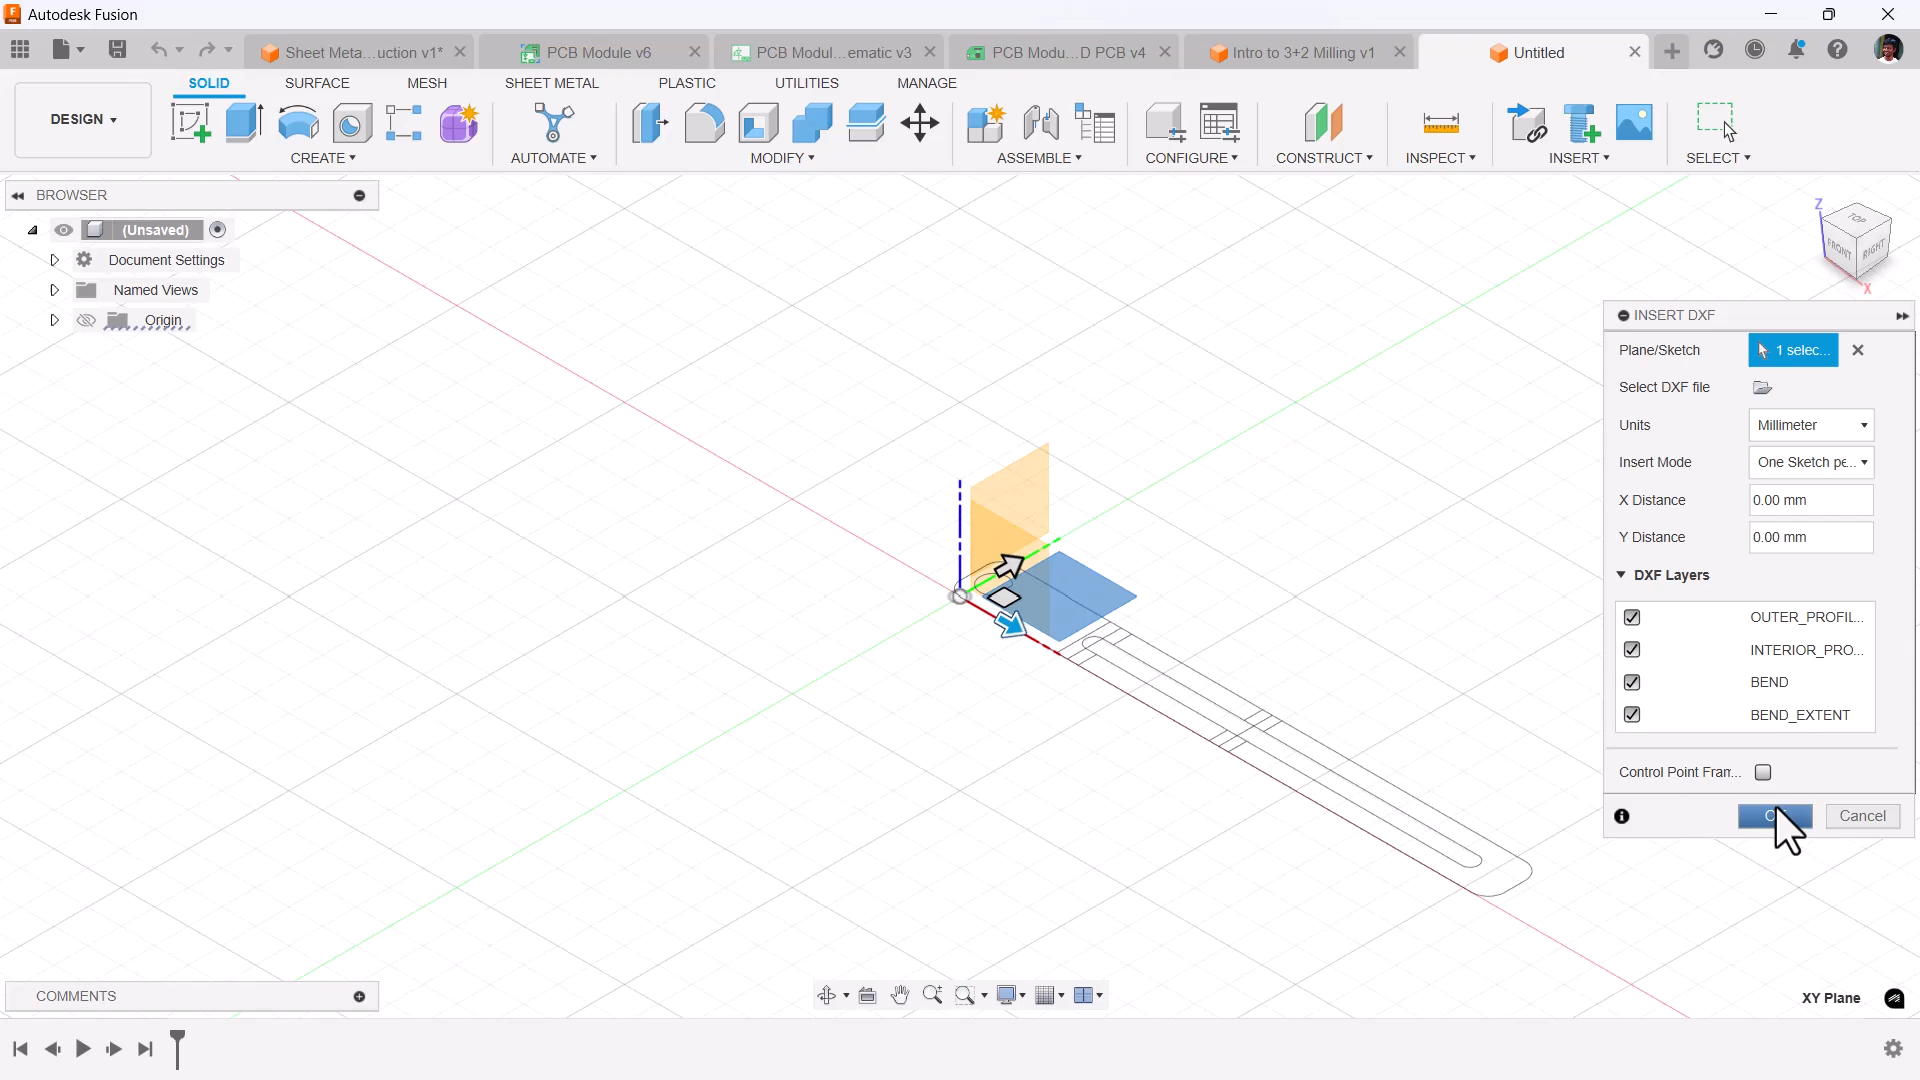 Autodesk Fusion
Sheet Meta...uction v1*
PCB Module v6
PCB Modul...ematic v3
PCB Modu...D PCB v4
Intro to 3+2 Milling v1
Untitled
DESIGN
SOLID
SURFACE
MESH
SHEET METAL
PLASTIC
UTILITIES
MANAGE
CREATE
AUTOMATE
MODIFY
ASSEMBLE
CONFIGURE
CONSTRUCT
INSPECT
INSERT
SELECT
BROWSER
(Unsaved)
Document Settings
Named Views
Origin
Z
TOP
FRONT
RIGHT
X
INSERT DXF
Plane/Sketch
1 selec...
Select DXF file
Units
Millimeter
Insert Mode
One Sketch pe...
X Distance
0.00 mm
Y Distance
0.00 mm
DXF Layers
OUTER_PROFIL...
INTERIOR_PRO...
BEND
BEND_EXTENT
Control Point Fram...
Cancel
COMMENTS
XY Plane